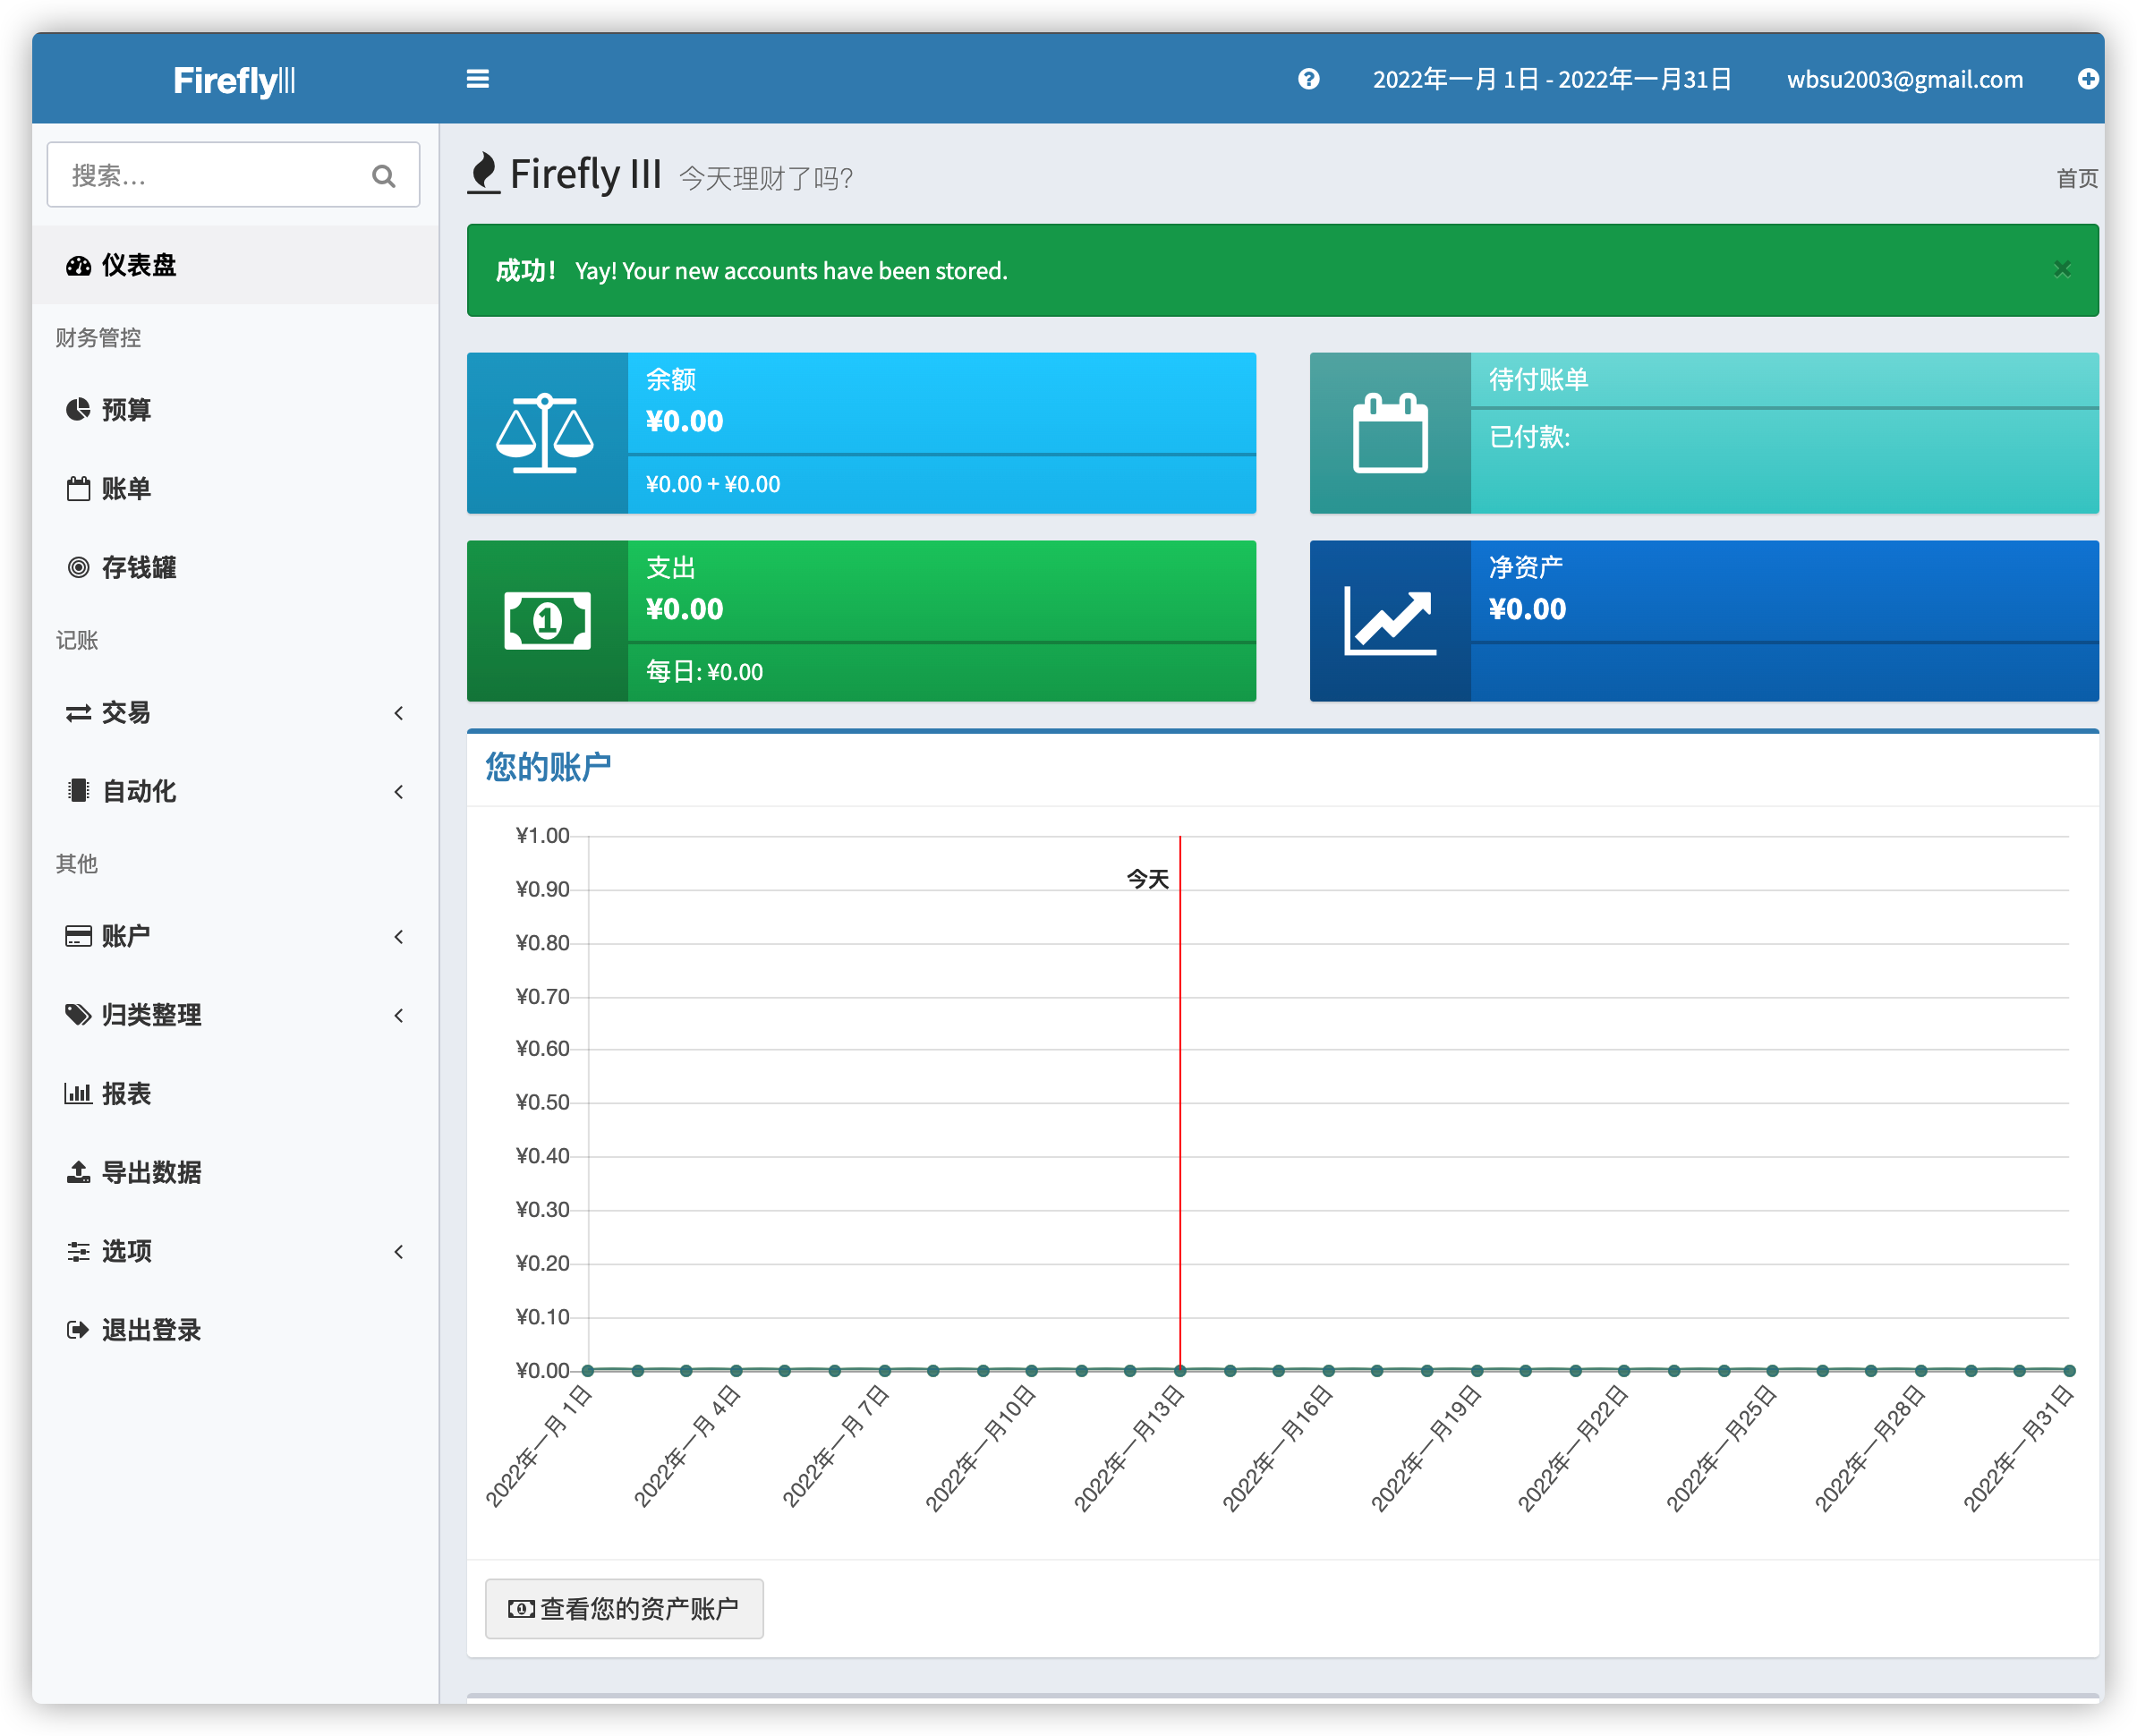 FireflyIII
2022年一月 1日 - 2022年一月31日
wbsu2003@gmail.com
搜索...
Firefly III 今天理财了吗?
首页
仪表盘
成功! Yay! Your new accounts have been stored.
财务管控
预算
账单
存钱罐
记账
交易
自动化
其他
账户
归类整理
报表
导出数据
选项
退出登录
余额
¥0.00
¥0.00 + ¥0.00
待付账单
已付款:
支出
¥0.00
每日: ¥0.00
净资产
¥0.00
您的账户
¥1.00
¥0.90
¥0.80
¥0.70
¥0.60
¥0.50
¥0.40
¥0.30
¥0.20
¥0.10
¥0.00
今天
2022年一月 1日
2022年一月 4日
2022年一月 7日
2022年一月10日
2022年一月13日
2022年一月16日
2022年一月19日
2022年一月22日
2022年一月25日
2022年一月28日
2022年一月31日
查看您的资产账户